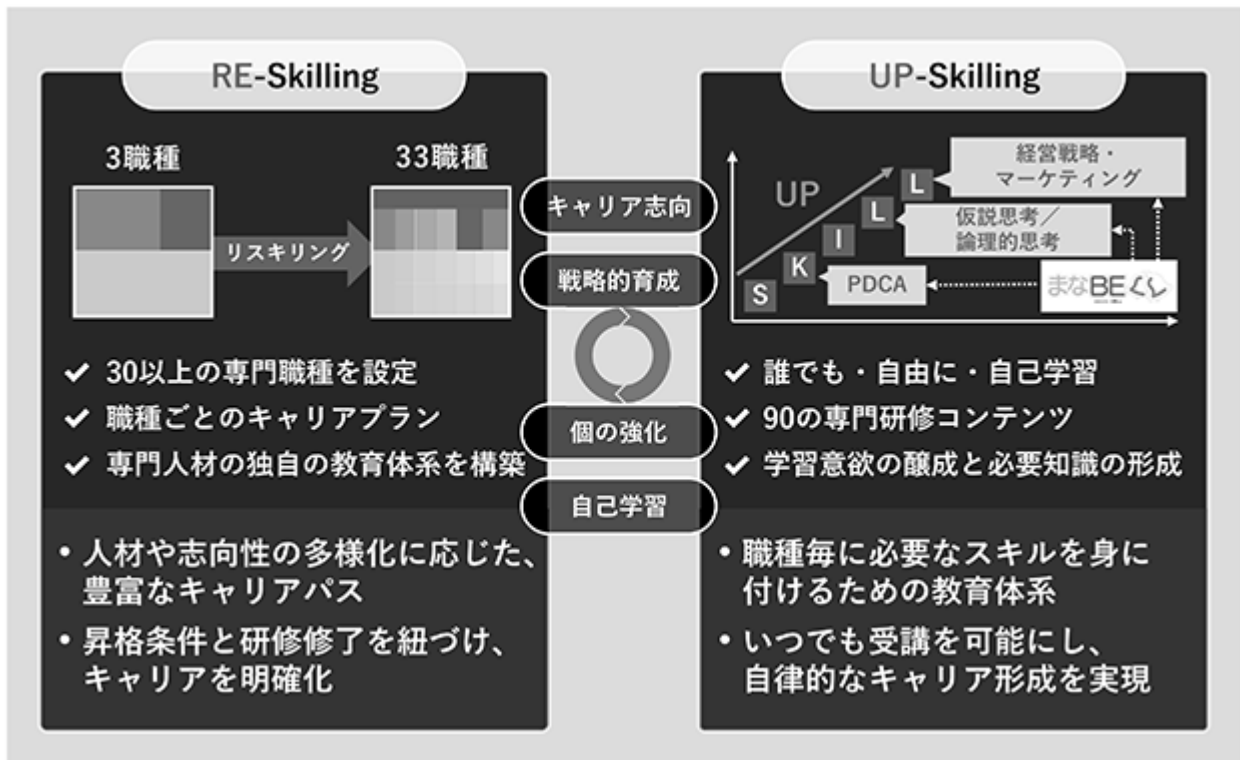 RE-Skilling
3職種
33職種
リスキリング
✓ 30以上の専門職種を設定
✓ 職種ごとのキャリアプラン
✓ 専門人材の独自の教育体系を構築
• 人材や志向性の多様化に応じた、
豊富なキャリアパス
• 昇格条件と研修修了を紐づけ、
キャリアを明確化
キャリア志向
戦略的育成
個の強化
自己学習
UP-Skilling
UP
S
K
I
L
L
経営戦略・
マーケティング
仮説思考／
論理的思考
PDCA
まなBEくん
✓ 誰でも・自由に・自己学習
✓ 90の専門研修コンテンツ
✓ 学習意欲の醸成と必要知識の形成
• 職種毎に必要なスキルを身に
付けるための教育体系
• いつでも受講を可能にし、
自律的なキャリア形成を実現